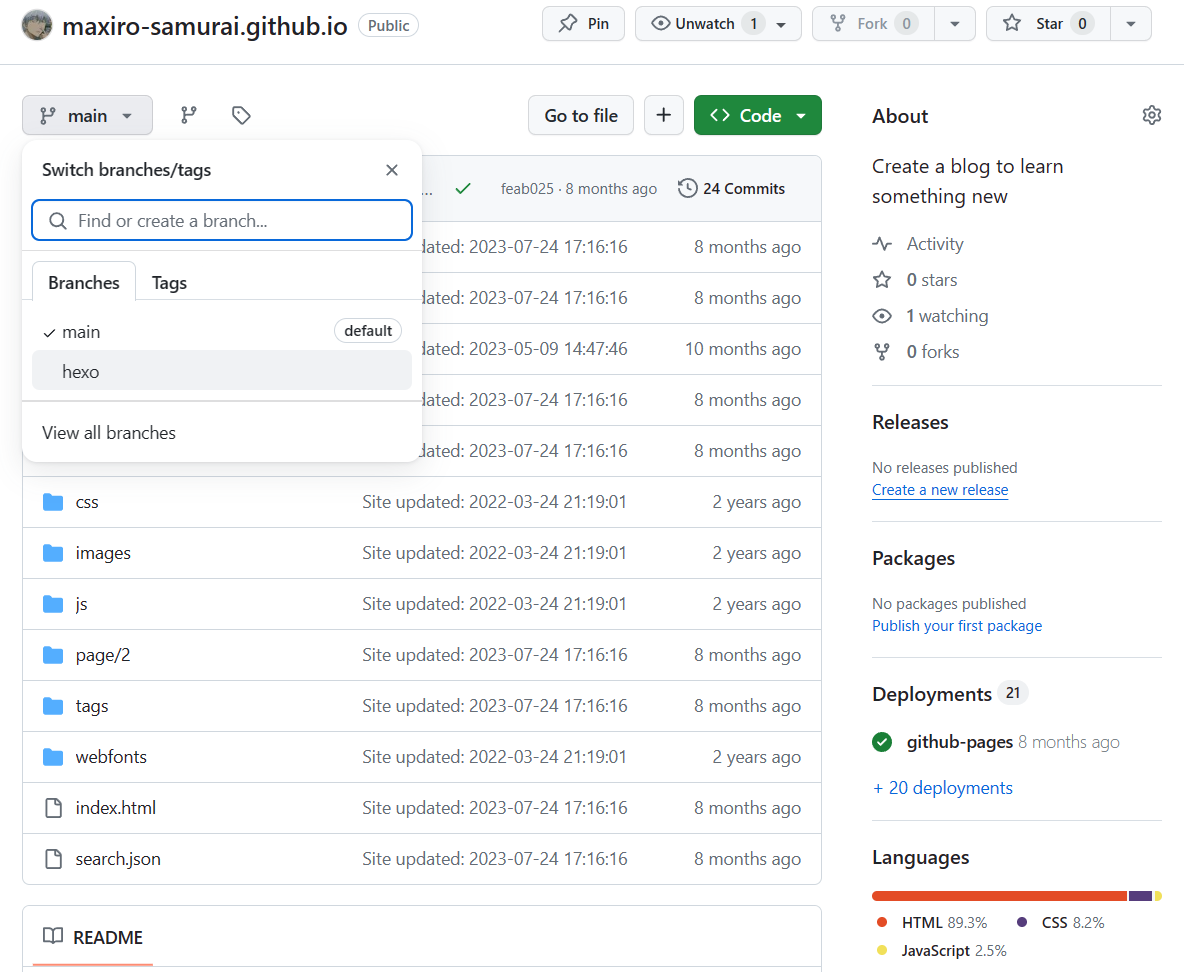 maxiro-samurai.github.io Public Pin Unwatch 1 Fork 0 Star 0
main Go to file + Code
Switch branches/tags
... feab025 · 8 months ago 24 Commits
Find or create a branch...
dated: 2023-07-24 17:16:16 8 months ago
Branches Tags
dated: 2023-07-24 17:16:16 8 months ago
main default
dated: 2023-05-09 14:47:46 10 months ago
hexo
dated: 2023-07-24 17:16:16 8 months ago
View all branches
dated: 2023-07-24 17:16:16 8 months ago
css Site updated: 2022-03-24 21:19:01 2 years ago
images Site updated: 2022-03-24 21:19:01 2 years ago
js Site updated: 2022-03-24 21:19:01 2 years ago
page/2 Site updated: 2023-07-24 17:16:16 8 months ago
tags Site updated: 2023-07-24 17:16:16 8 months ago
webfonts Site updated: 2022-03-24 21:19:01 2 years ago
index.html Site updated: 2023-07-24 17:16:16 8 months ago
search.json Site updated: 2023-07-24 17:16:16 8 months ago
README
About
Create a blog to learn
something new
Activity
0 stars
1 watching
0 forks
Releases
No releases published
Create a new release
Packages
No packages published
Publish your first package
Deployments 21
github-pages 8 months ago
+ 20 deployments
Languages
HTML 89.3% CSS 8.2%
JavaScript 2.5%